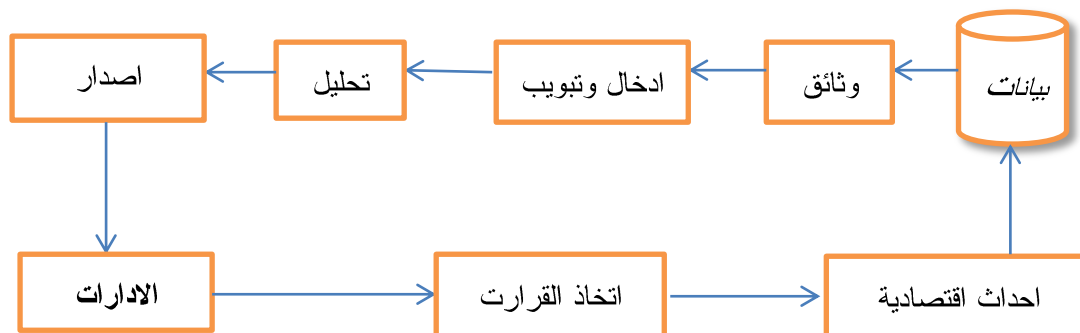 بيانات
وثائق
ادخال وتبويب
تحليل
اصدار
احداث اقتصادية
اتخاذ القرارت
الادارات